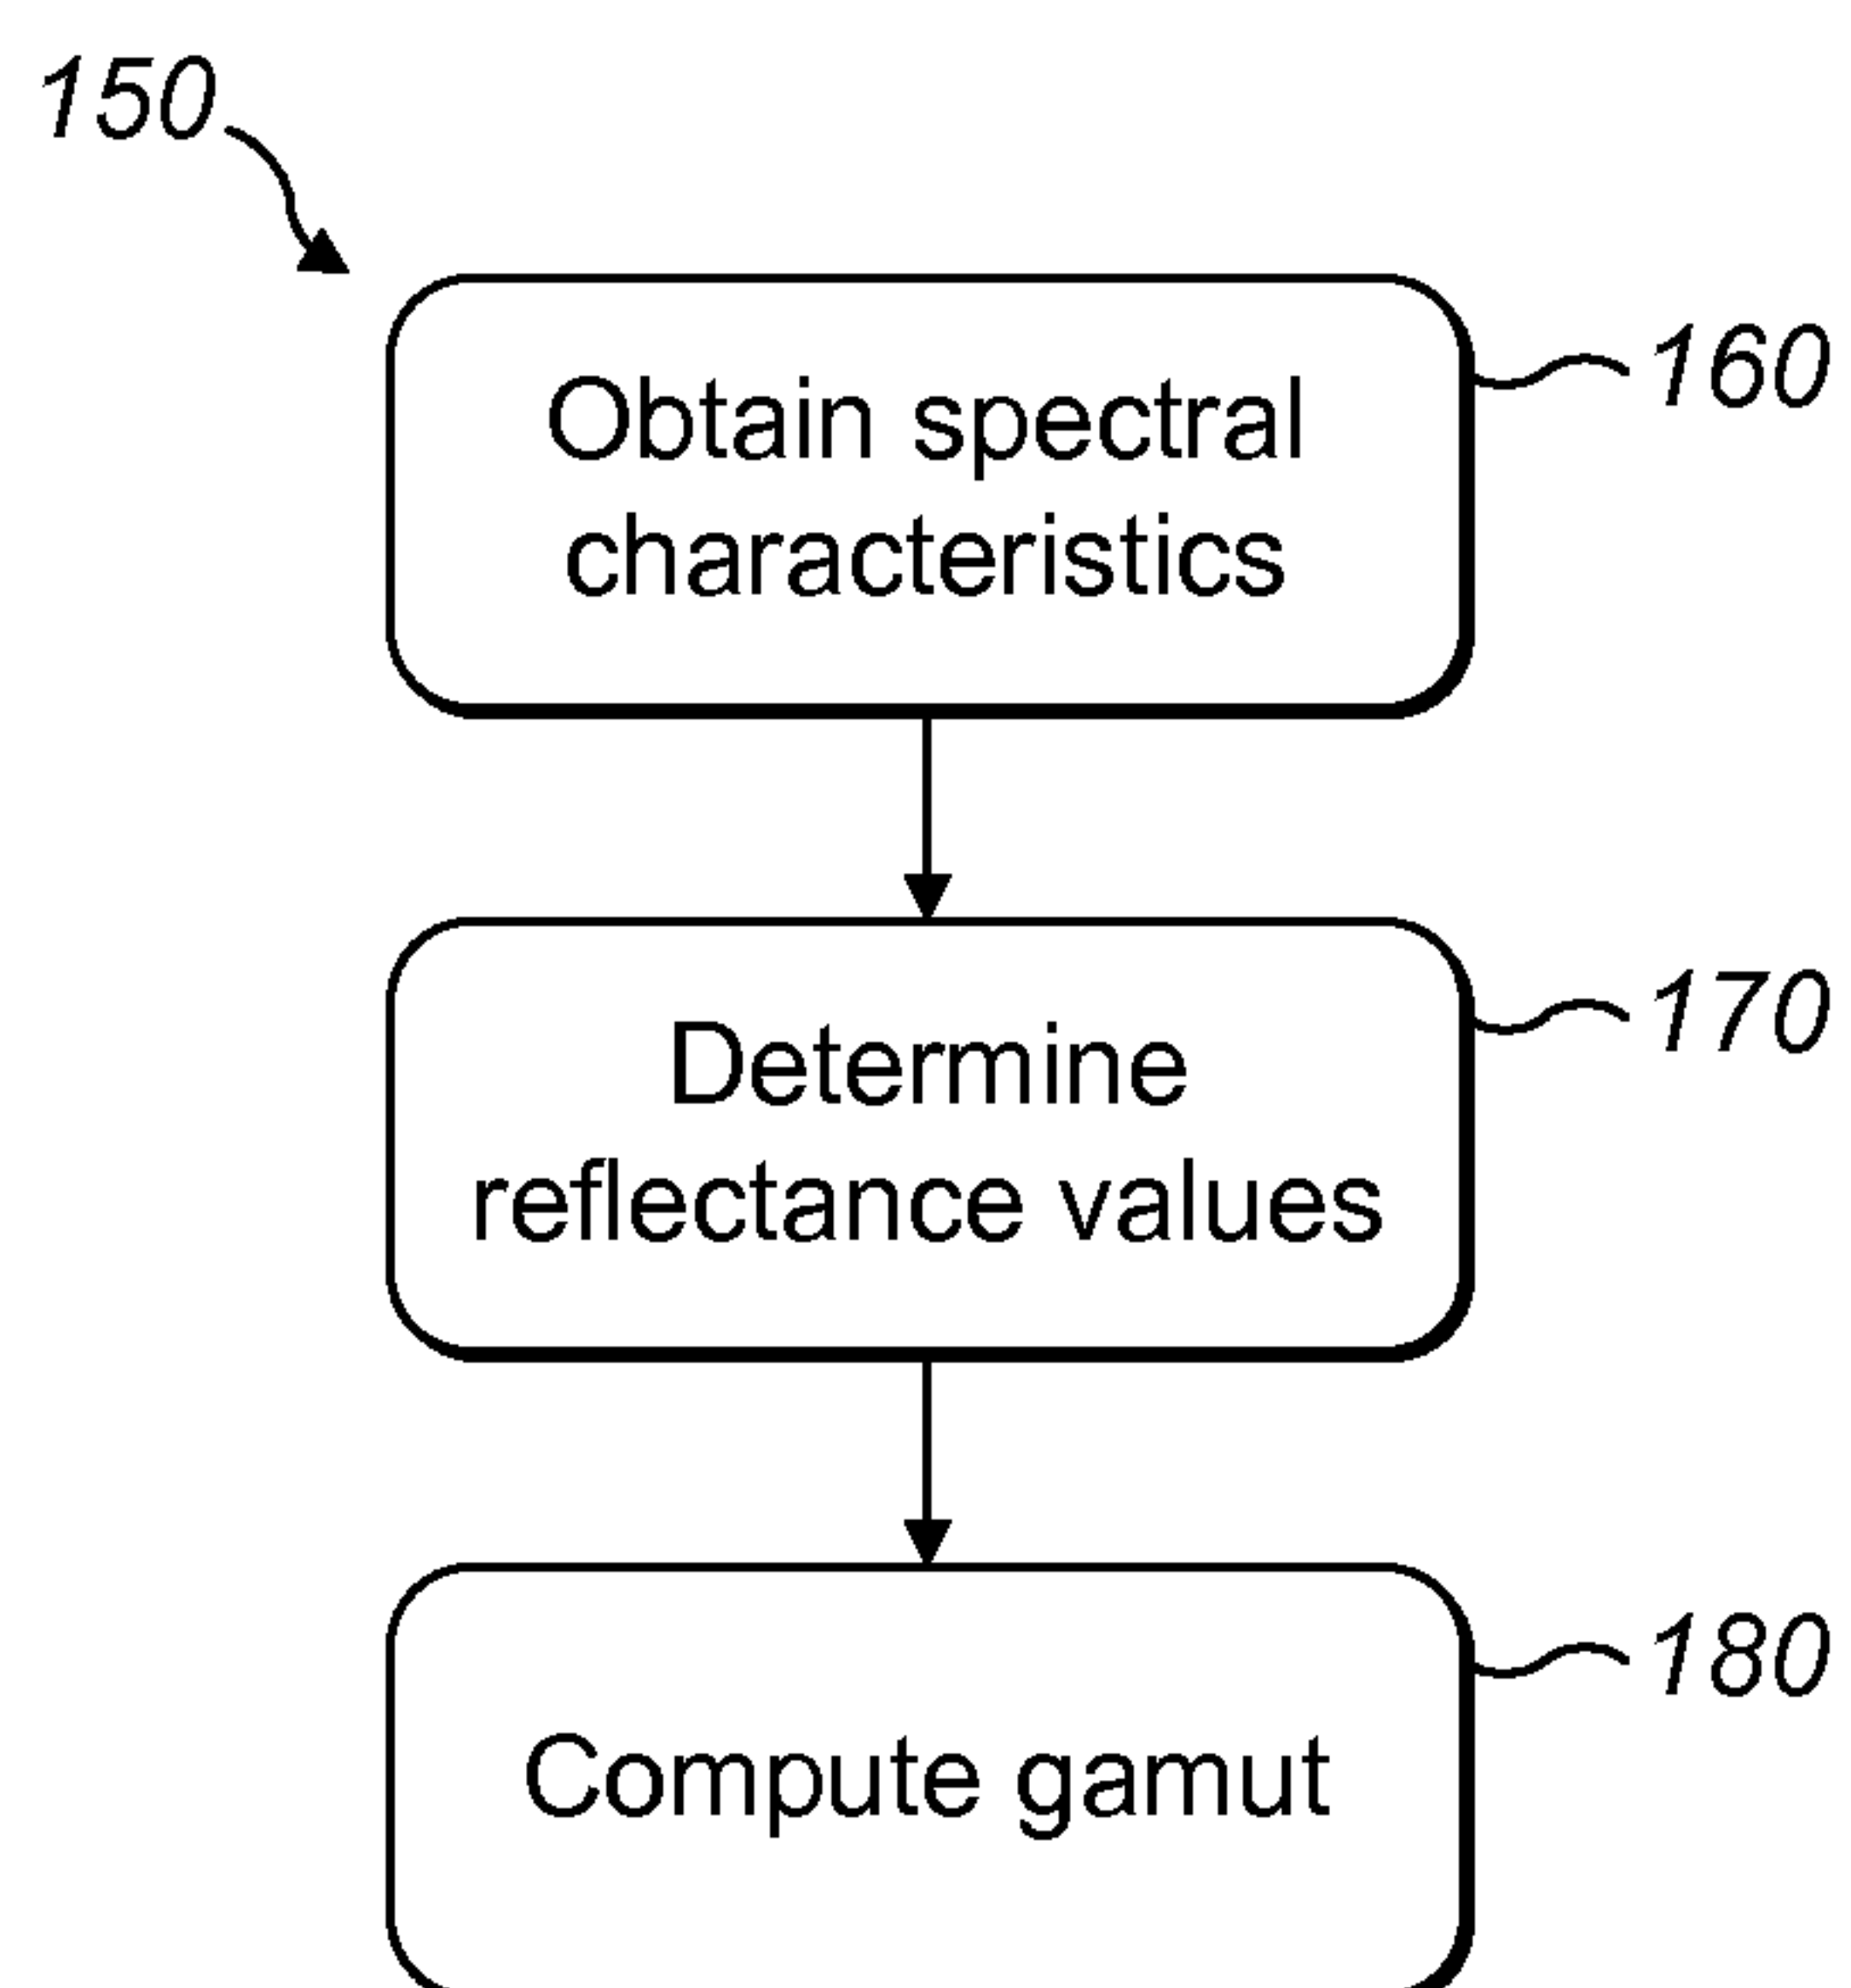 150
Obtain spectral
characteristics
160
Determine
reflectance values
170
Compute gamut
180